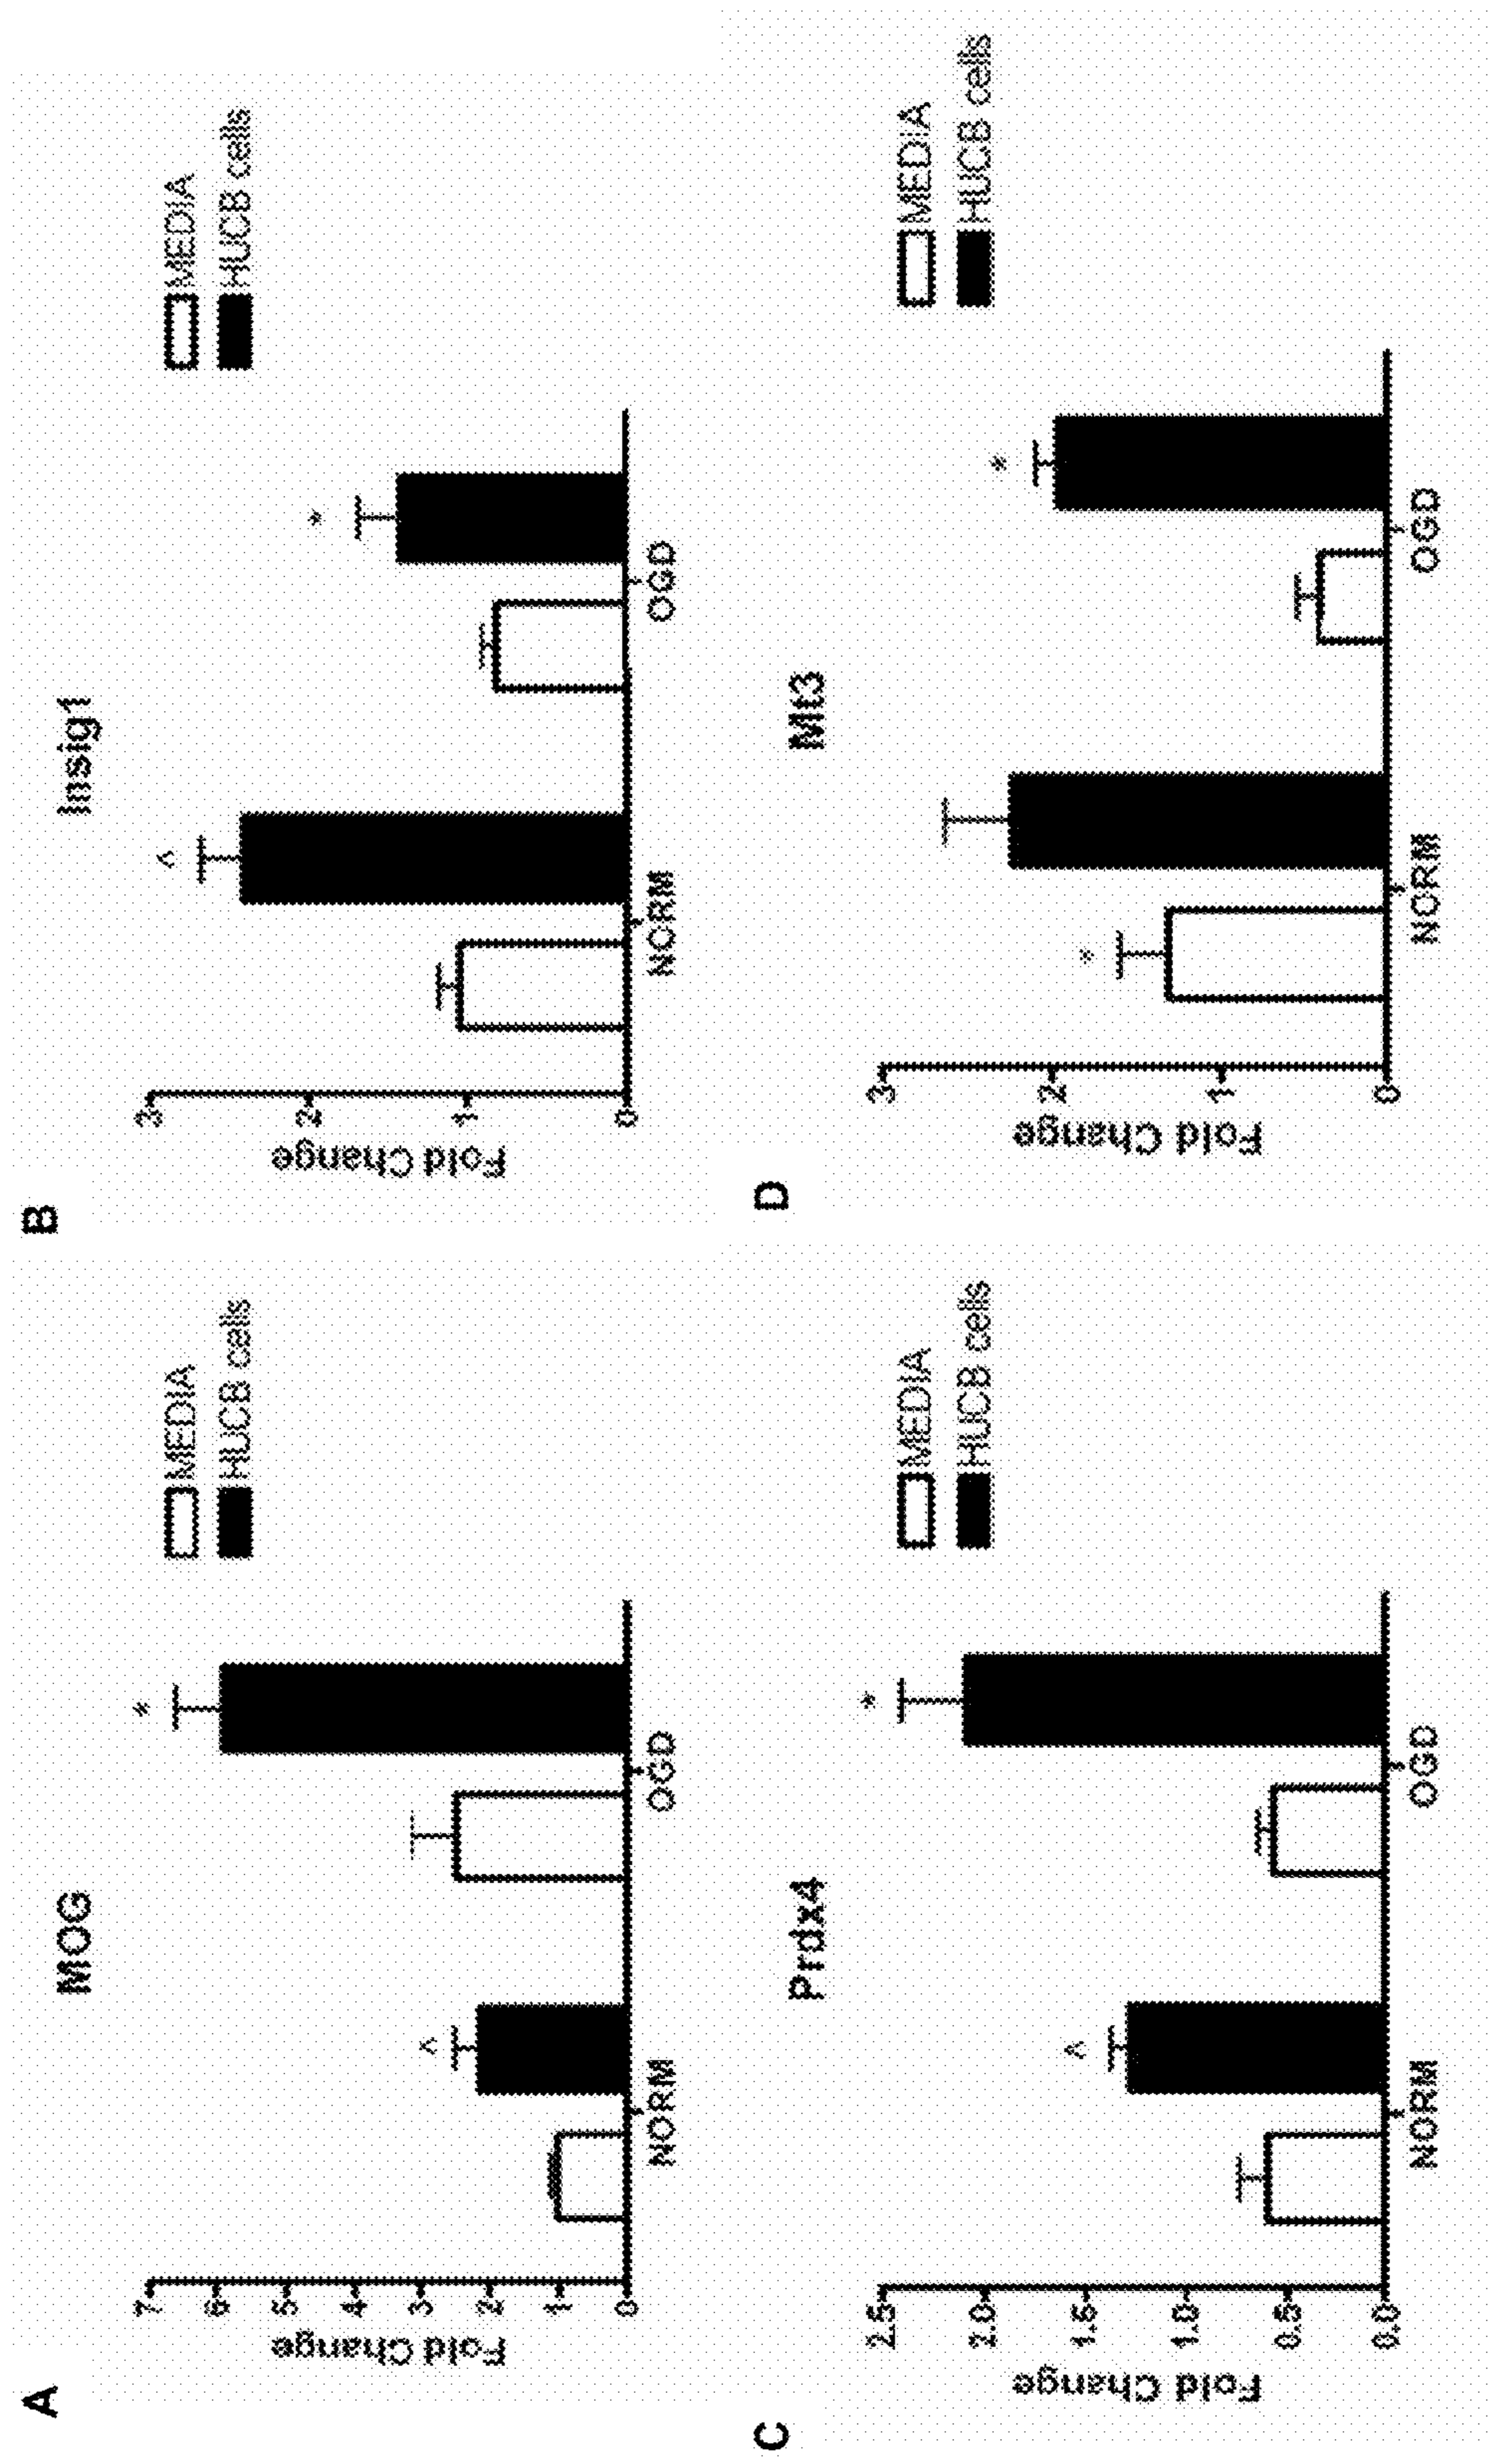 A
MOG
Fold Change
7
6
5
4
3
2
1
0
^
*
NORM
OGD
MEDIA
HUCB cells
B
Insig1
Fold Change
3
2
1
0
^
*
NORM
OGD
MEDIA
HUCB cells
C
Prdx4
Fold Change
2.5
2.0
1.5
1.0
0.5
0.0
^
*
NORM
OGD
MEDIA
HUCB cells
D
Mt3
Fold Change
3
2
1
0
*
*
NORM
OGD
MEDIA
HUCB cells